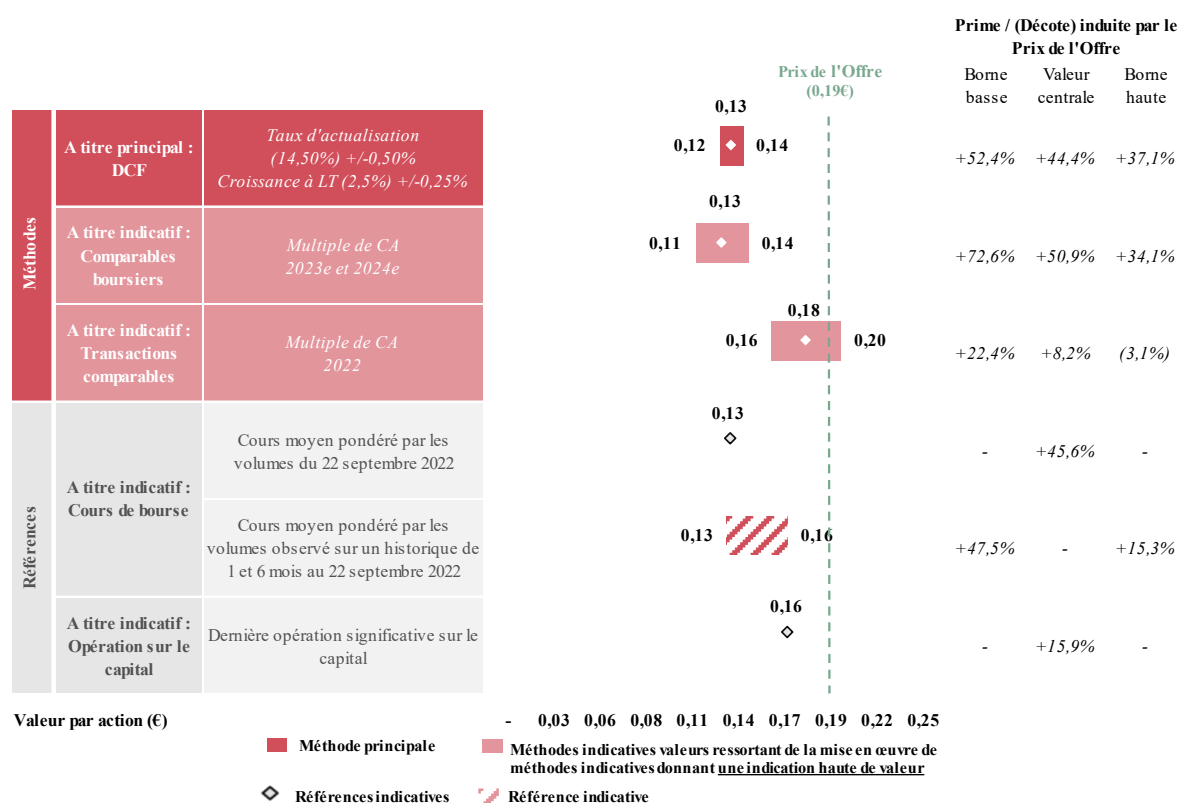 Prime / (Décote) induite par le
Prix de l'Offre
Prix de l'Offre
(0,19€)
Borne
basse
Valeur
centrale
Borne
haute
Méthodes
A titre principal :
DCF
Taux d'actualisation
(14,50%) +/-0,50%
Croissance à LT (2,5%) +/-0,25%
0,13
0,12
0,14
+52,4% +44,4% +37,1%
A titre indicatif :
Comparables
boursiers
Multiple de CA
2023e et 2024e
0,13
0,11
0,14
+72,6% +50,9% +34,1%
A titre indicatif :
Transactions
comparables
Multiple de CA
2022
0,18
0,16
0,20
+22,4% +8,2% (3,1%)
Références
A titre indicatif :
Cours de bourse
Cours moyen pondéré par les
volumes du 22 septembre 2022
0,13
- +45,6% -
Cours moyen pondéré par les
volumes observé sur un historique de
1 et 6 mois au 22 septembre 2022
0,13
0,16
+47,5% - +15,3%
A titre indicatif :
Opération sur le
capital
Dernière opération significative sur le
capital
0,16
- +15,9% -
Valeur par action (€)
- 0,03 0,06 0,08 0,11 0,14 0,17 0,19 0,22 0,25
Méthode principale
Méthodes indicatives valeurs ressortant de la mise en œuvre de
méthodes indicatives donnant une indication haute de valeur
Références indicatives
Référence indicative